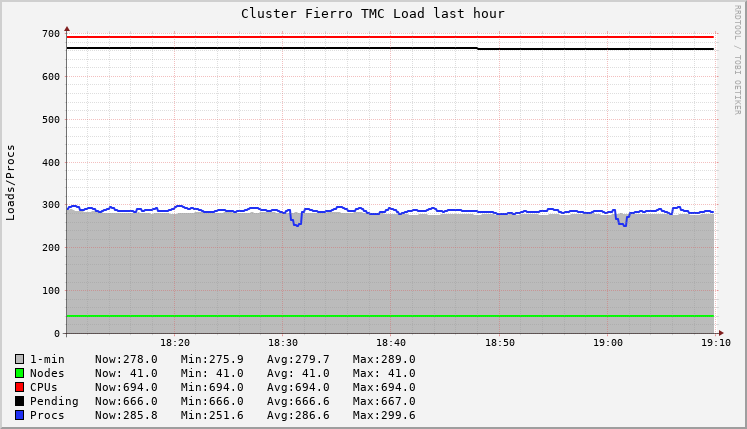 Cluster Fierro TMC Load last hour
RRDTOOL / TOBI OETIKER
Loads/Procs
700
600
500
400
300
200
100
0
18:20 18:30 18:40 18:50 19:00 19:10
1-min Now:278.0 Min:275.9 Avg:279.7 Max:289.0
Nodes Now: 41.0 Min: 41.0 Avg: 41.0 Max: 41.0
CPUs Now:694.0 Min:694.0 Avg:694.0 Max:694.0
Pending Now:666.0 Min:666.0 Avg:666.6 Max:667.0
Procs Now:285.8 Min:251.6 Avg:286.6 Max:299.6